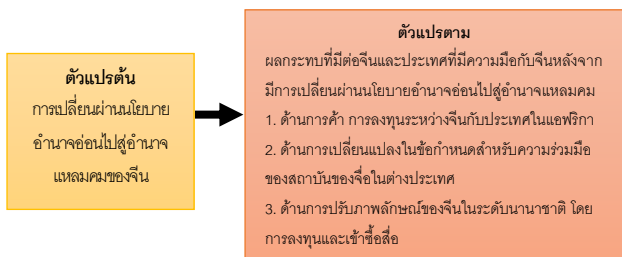 ตัวแปรต้น
การเปลี่ยนผ่านนโยบาย
อำนาจอ่อนไปสู่อำนาจ
แหลมคมของจีน
ตัวแปรตาม
ผลกระทบที่มีต่อจีนและประเทศที่มีความมือกับจีนหลังจาก
มีการเปลี่ยนผ่านนโยบายอำนาจอ่อนไปสู่อำนาจแหลมคม
1. ด้านการค้า การลงทุนระหว่างจีนกับประเทศในแอฟริกา
2. ด้านการเปลี่ยนแปลงในข้อกำหนดสำหรับความร่วมมือ
ของสถาบันของจื่อในต่างประเทศ
3. ด้านการปรับภาพลักษณ์ของจีนในระดับนานาชาติ โดย
การลงทุนและเข้าซื้อสื่อ